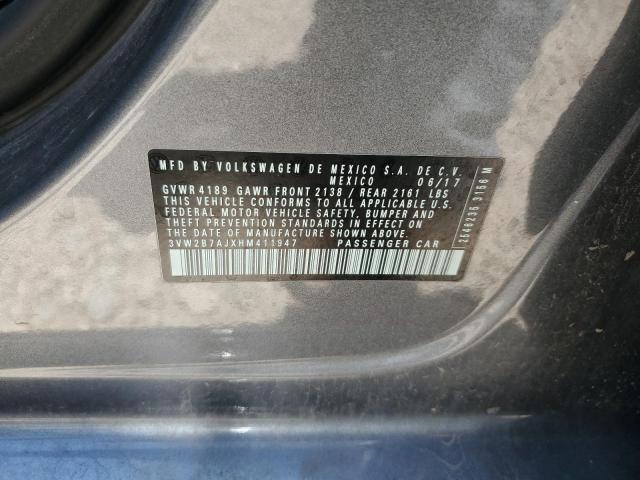 MFD BY VOLKSWAGEN DE MEXICO S.A. DE C.V.
MEXICO 06/17
GVWR 4189 GAWR FRONT 2138 / REAR 2161 LBS
THIS VEHICLE CONFORMS TO ALL APPLICABLE U.S.
FEDERAL MOTOR VEHICLE SAFETY, BUMPER AND
THEFT PREVENTION STANDARDS IN EFFECT ON
THE DATE OF MANUFACTURE SHOWN ABOVE.
3VW2B7AJXHM411947 PASSENGER CAR
2546235 3156 M